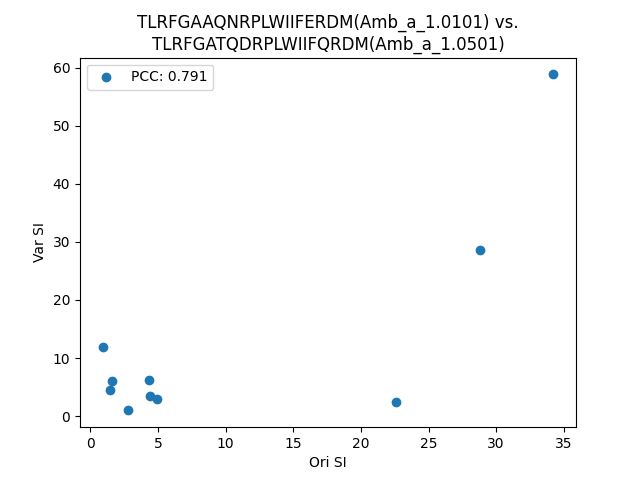 TLRFGAAQNRPLWIIFERDM(Amb_a_1.0101) vs.
TLRFGATQDRPLWIIFQRDM(Amb_a_1.0501)
PCC: 0.791
60
50
40
30
20
10
0
Var SI
0 5 10 15 20 25 30 35
Ori SI